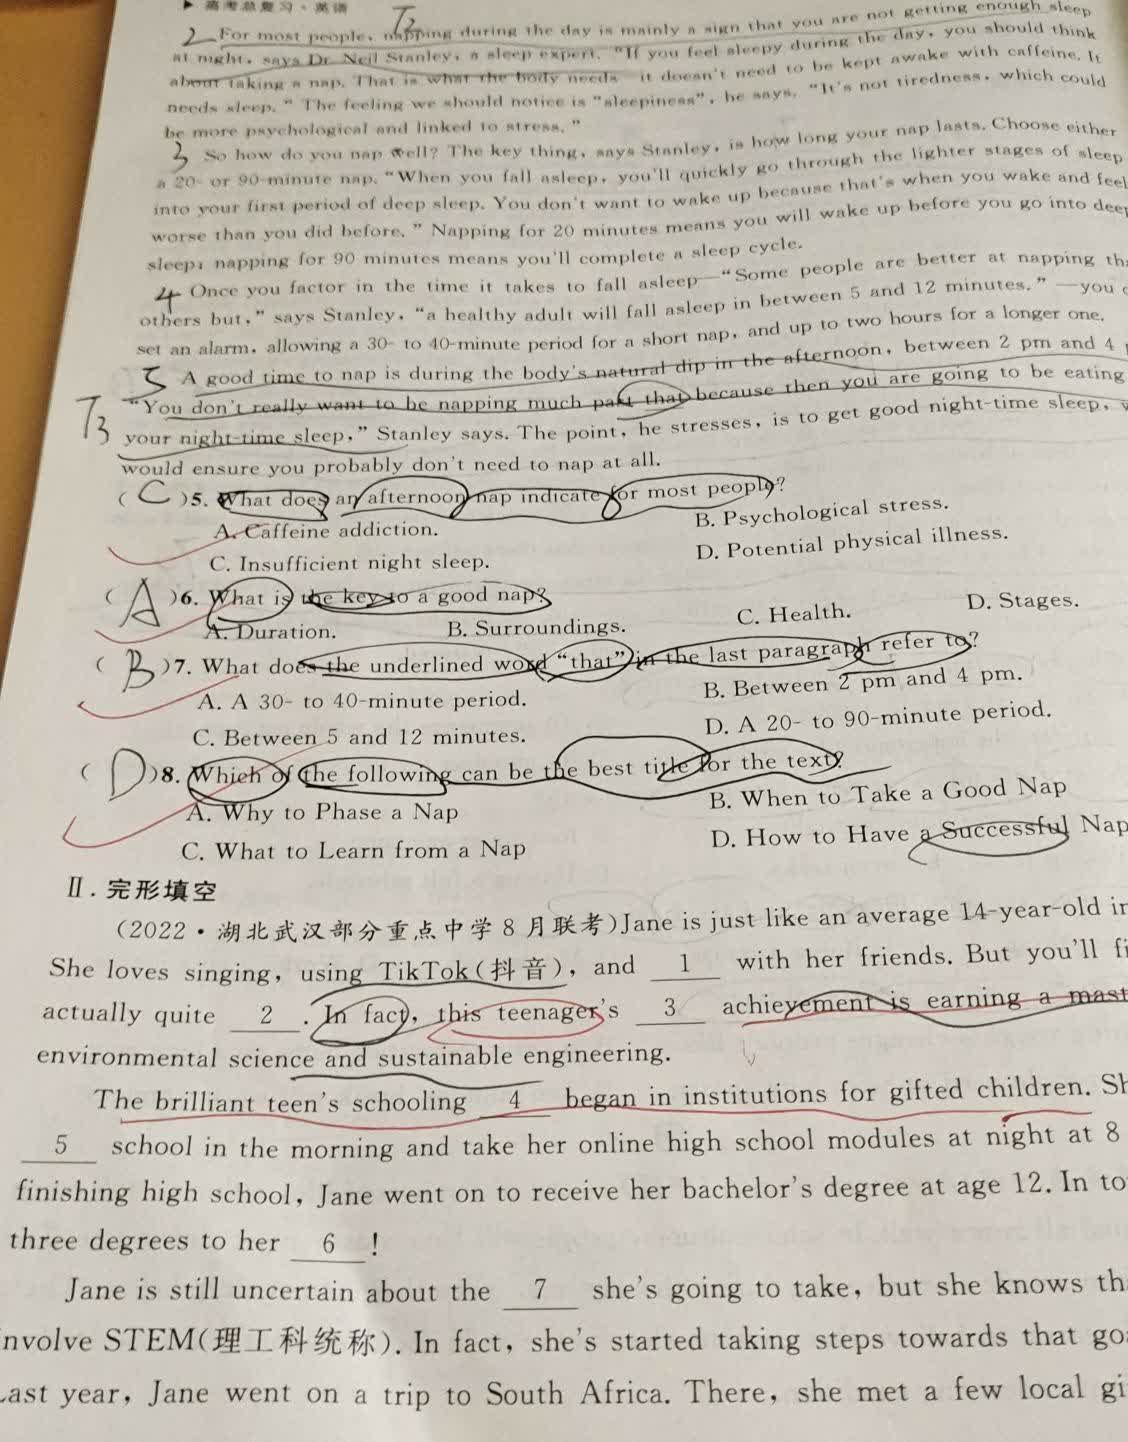 ▶ 高考总复习·英语
T2
2 For most people, napping during the day is mainly a sign that you are not getting enough sleep
at night, says Dr Neil Stanley, a sleep expert. "If you feel sleepy during the day, you should think
about taking a nap. That is what the body needs—it doesn't need to be kept awake with caffeine. It
needs sleep." The feeling we should notice is "sleepiness", he says. "It's not tiredness, which could
be more psychological and linked to stress."
3 So how do you nap well? The key thing, says Stanley, is how long your nap lasts. Choose either
a 20- or 90-minute nap. "When you fall asleep, you'll quickly go through the lighter stages of sleep
into your first period of deep sleep. You don't want to wake up because that's when you wake and feel
worse than you did before." Napping for 20 minutes means you will wake up before you go into deep
sleep; napping for 90 minutes means you'll complete a sleep cycle.
4 Once you factor in the time it takes to fall asleep—"Some people are better at napping th
others but," says Stanley, "a healthy adult will fall asleep in between 5 and 12 minutes."—you c
set an alarm, allowing a 30- to 40-minute period for a short nap, and up to two hours for a longer one.
5 A good time to nap is during the body's natural dip in the afternoon, between 2 pm and 4
T3 "You don't really want to be napping much past that because then you are going to be eating
your night-time sleep," Stanley says. The point, he stresses, is to get good night-time sleep,
would ensure you probably don't need to nap at all.
( C )5. What does an afternoon nap indicate for most people?
A. Caffeine addiction. B. Psychological stress.
C. Insufficient night sleep. D. Potential physical illness.
( A )6. What is the key to a good nap?
A. Duration. B. Surroundings. C. Health. D. Stages.
( B )7. What does the underlined word "that" in the last paragraph refer to?
A. A 30- to 40-minute period. B. Between 2 pm and 4 pm.
C. Between 5 and 12 minutes. D. A 20- to 90-minute period.
( D )8. Which of the following can be the best title for the text?
A. Why to Phase a Nap B. When to Take a Good Nap
C. What to Learn from a Nap D. How to Have a Successful Nap
Ⅱ. 完形填空
(2022·湖北武汉部分重点中学8月联考)Jane is just like an average 14-year-old in
She loves singing, using TikTok(抖音), and 1 with her friends. But you'll fi
actually quite 2 . In fact, this teenager's 3 achievement is earning a mast
environmental science and sustainable engineering.
The brilliant teen's schooling 4 began in institutions for gifted children. Sh
5 school in the morning and take her online high school modules at night at 8
finishing high school, Jane went on to receive her bachelor's degree at age 12. In to
three degrees to her 6 !
Jane is still uncertain about the 7 she's going to take, but she knows th
nvolve STEM(理工科统称). In fact, she's started taking steps towards that goa
Last year, Jane went on a trip to South Africa. There, she met a few local gi